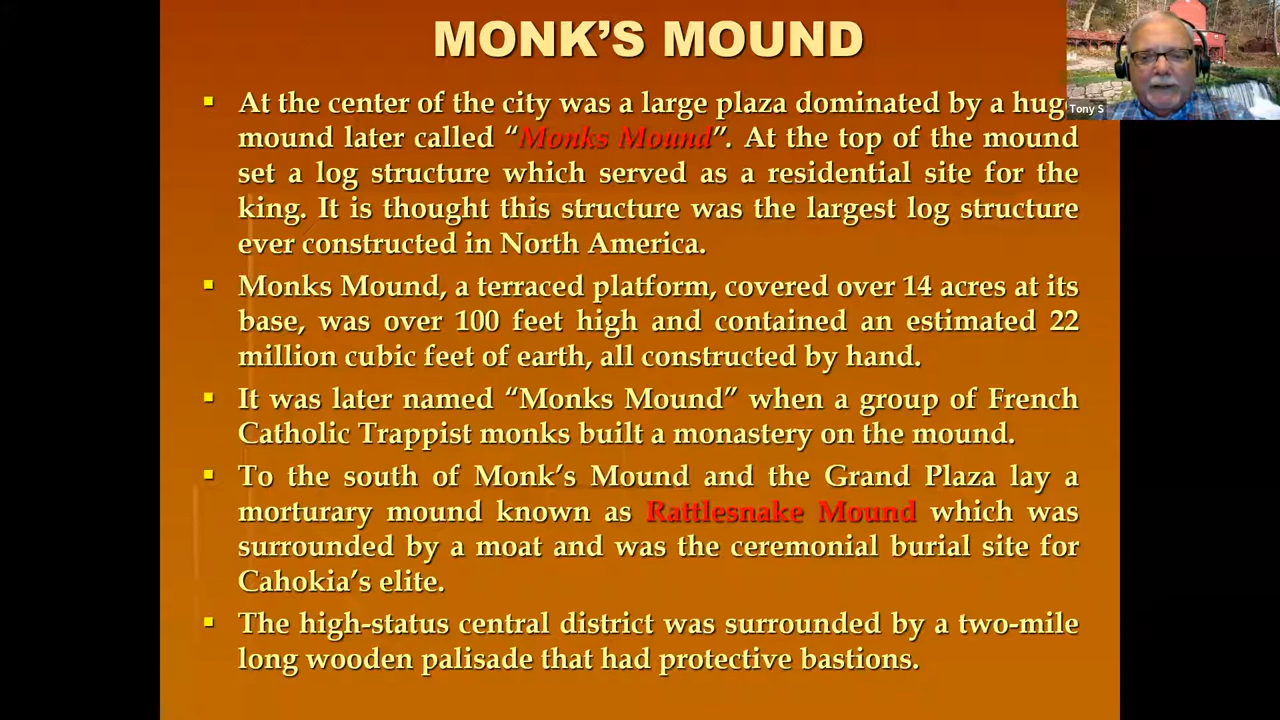 MONK’S MOUND
Tony S
▪ At the center of the city was a large plaza dominated by a hug
mound later called “Monks Mound”. At the top of the mound
set a log structure which served as a residential site for the
king. It is thought this structure was the largest log structure
ever constructed in North America.
▪ Monks Mound, a terraced platform, covered over 14 acres at its
base, was over 100 feet high and contained an estimated 22
million cubic feet of earth, all constructed by hand.
▪ It was later named “Monks Mound” when a group of French
Catholic Trappist monks built a monastery on the mound.
▪ To the south of Monk’s Mound and the Grand Plaza lay a
morturary mound known as Rattlesnake Mound which was
surrounded by a moat and was the ceremonial burial site for
Cahokia’s elite.
▪ The high-status central district was surrounded by a two-mile
long wooden palisade that had protective bastions.